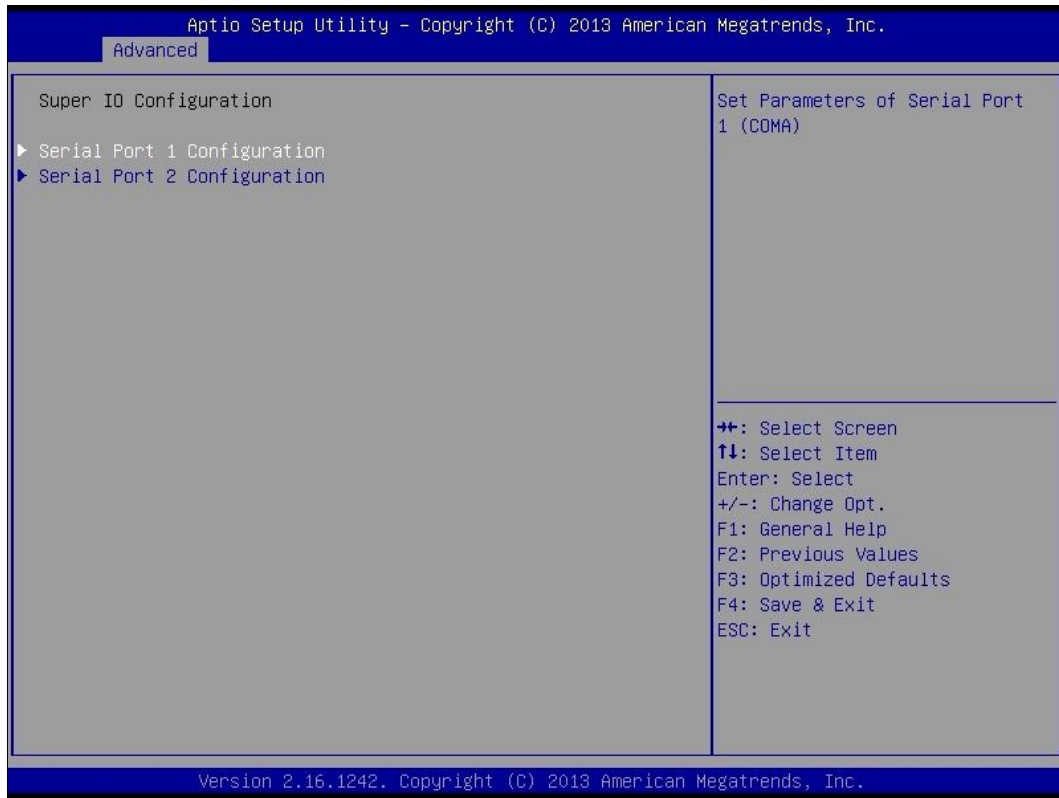 Aptio Setup Utility – Copyright (C) 2013 American Megatrends, Inc.
Advanced
Super IO Configuration
Serial Port 1 Configuration
Serial Port 2 Configuration
Set Parameters of Serial Port
1 (COMA)
→←: Select Screen
↑↓: Select Item
Enter: Select
+/-: Change Opt.
F1: General Help
F2: Previous Values
F3: Optimized Defaults
F4: Save & Exit
ESC: Exit
Version 2.16.1242. Copyright (C) 2013 American Megatrends, Inc.